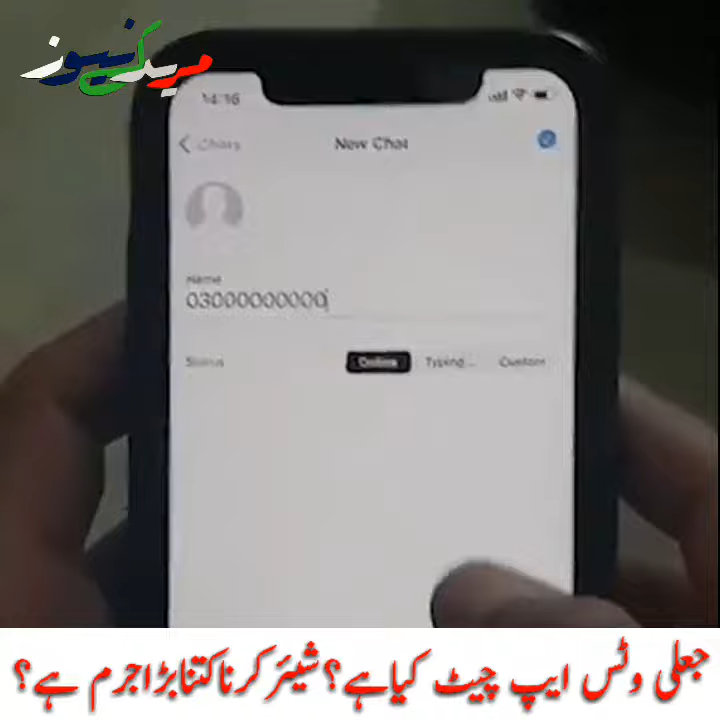 میڈیکی نیوز
14:16
Chats
New Chat
Name
03000000000
Status Online Typing... Custom
جعلی وٹس ایپ چیٹ کیا ہے؟ شیئر کرنا کتنا بڑا جرم ہے؟